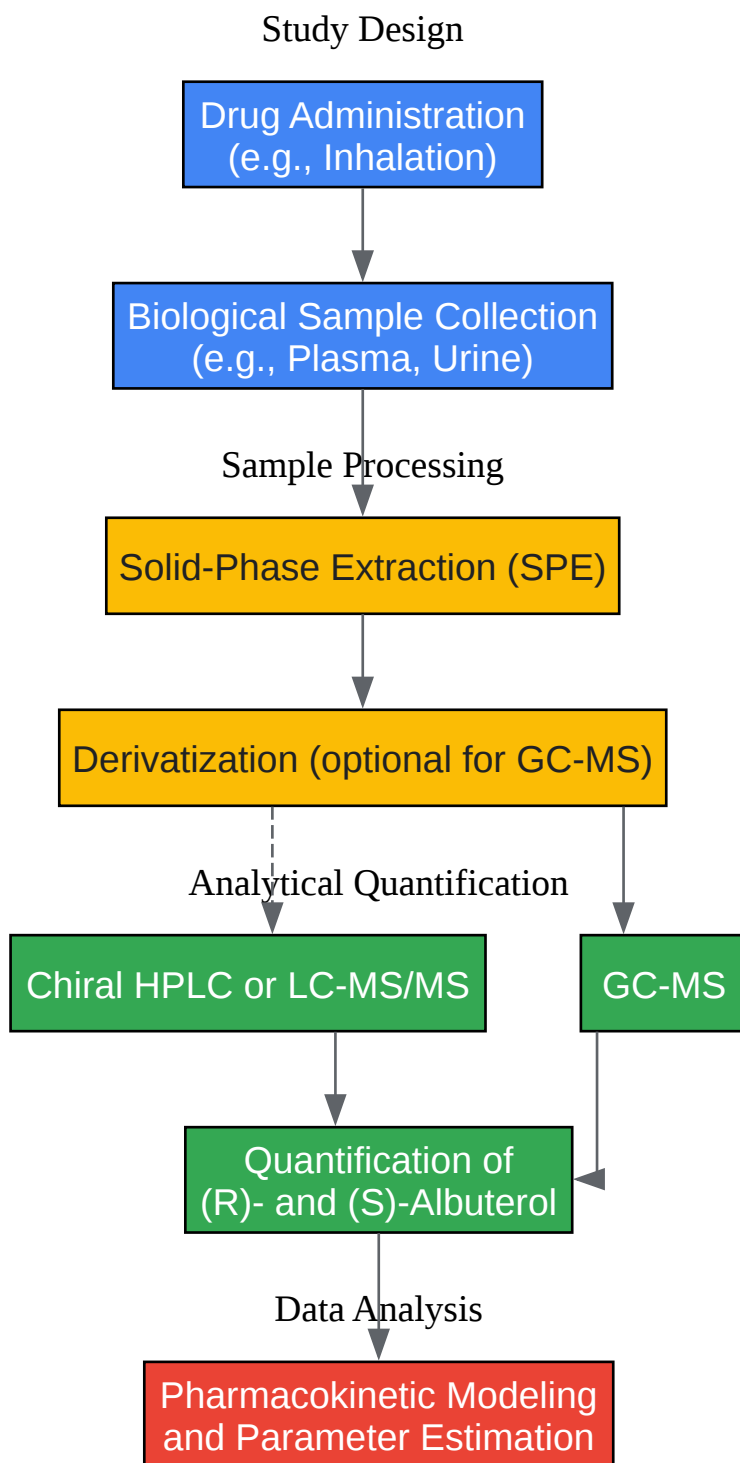 Study Design
Drug Administration
(e.g., Inhalation)
Biological Sample Collection
(e.g., Plasma, Urine)
Sample Processing
Solid-Phase Extraction (SPE)
Derivatization (optional for GC-MS)
Analytical Quantification
Chiral HPLC or LC-MS/MS
GC-MS
Quantification of
(R)- and (S)-Albuterol
Data Analysis
Pharmacokinetic Modeling
and Parameter Estimation